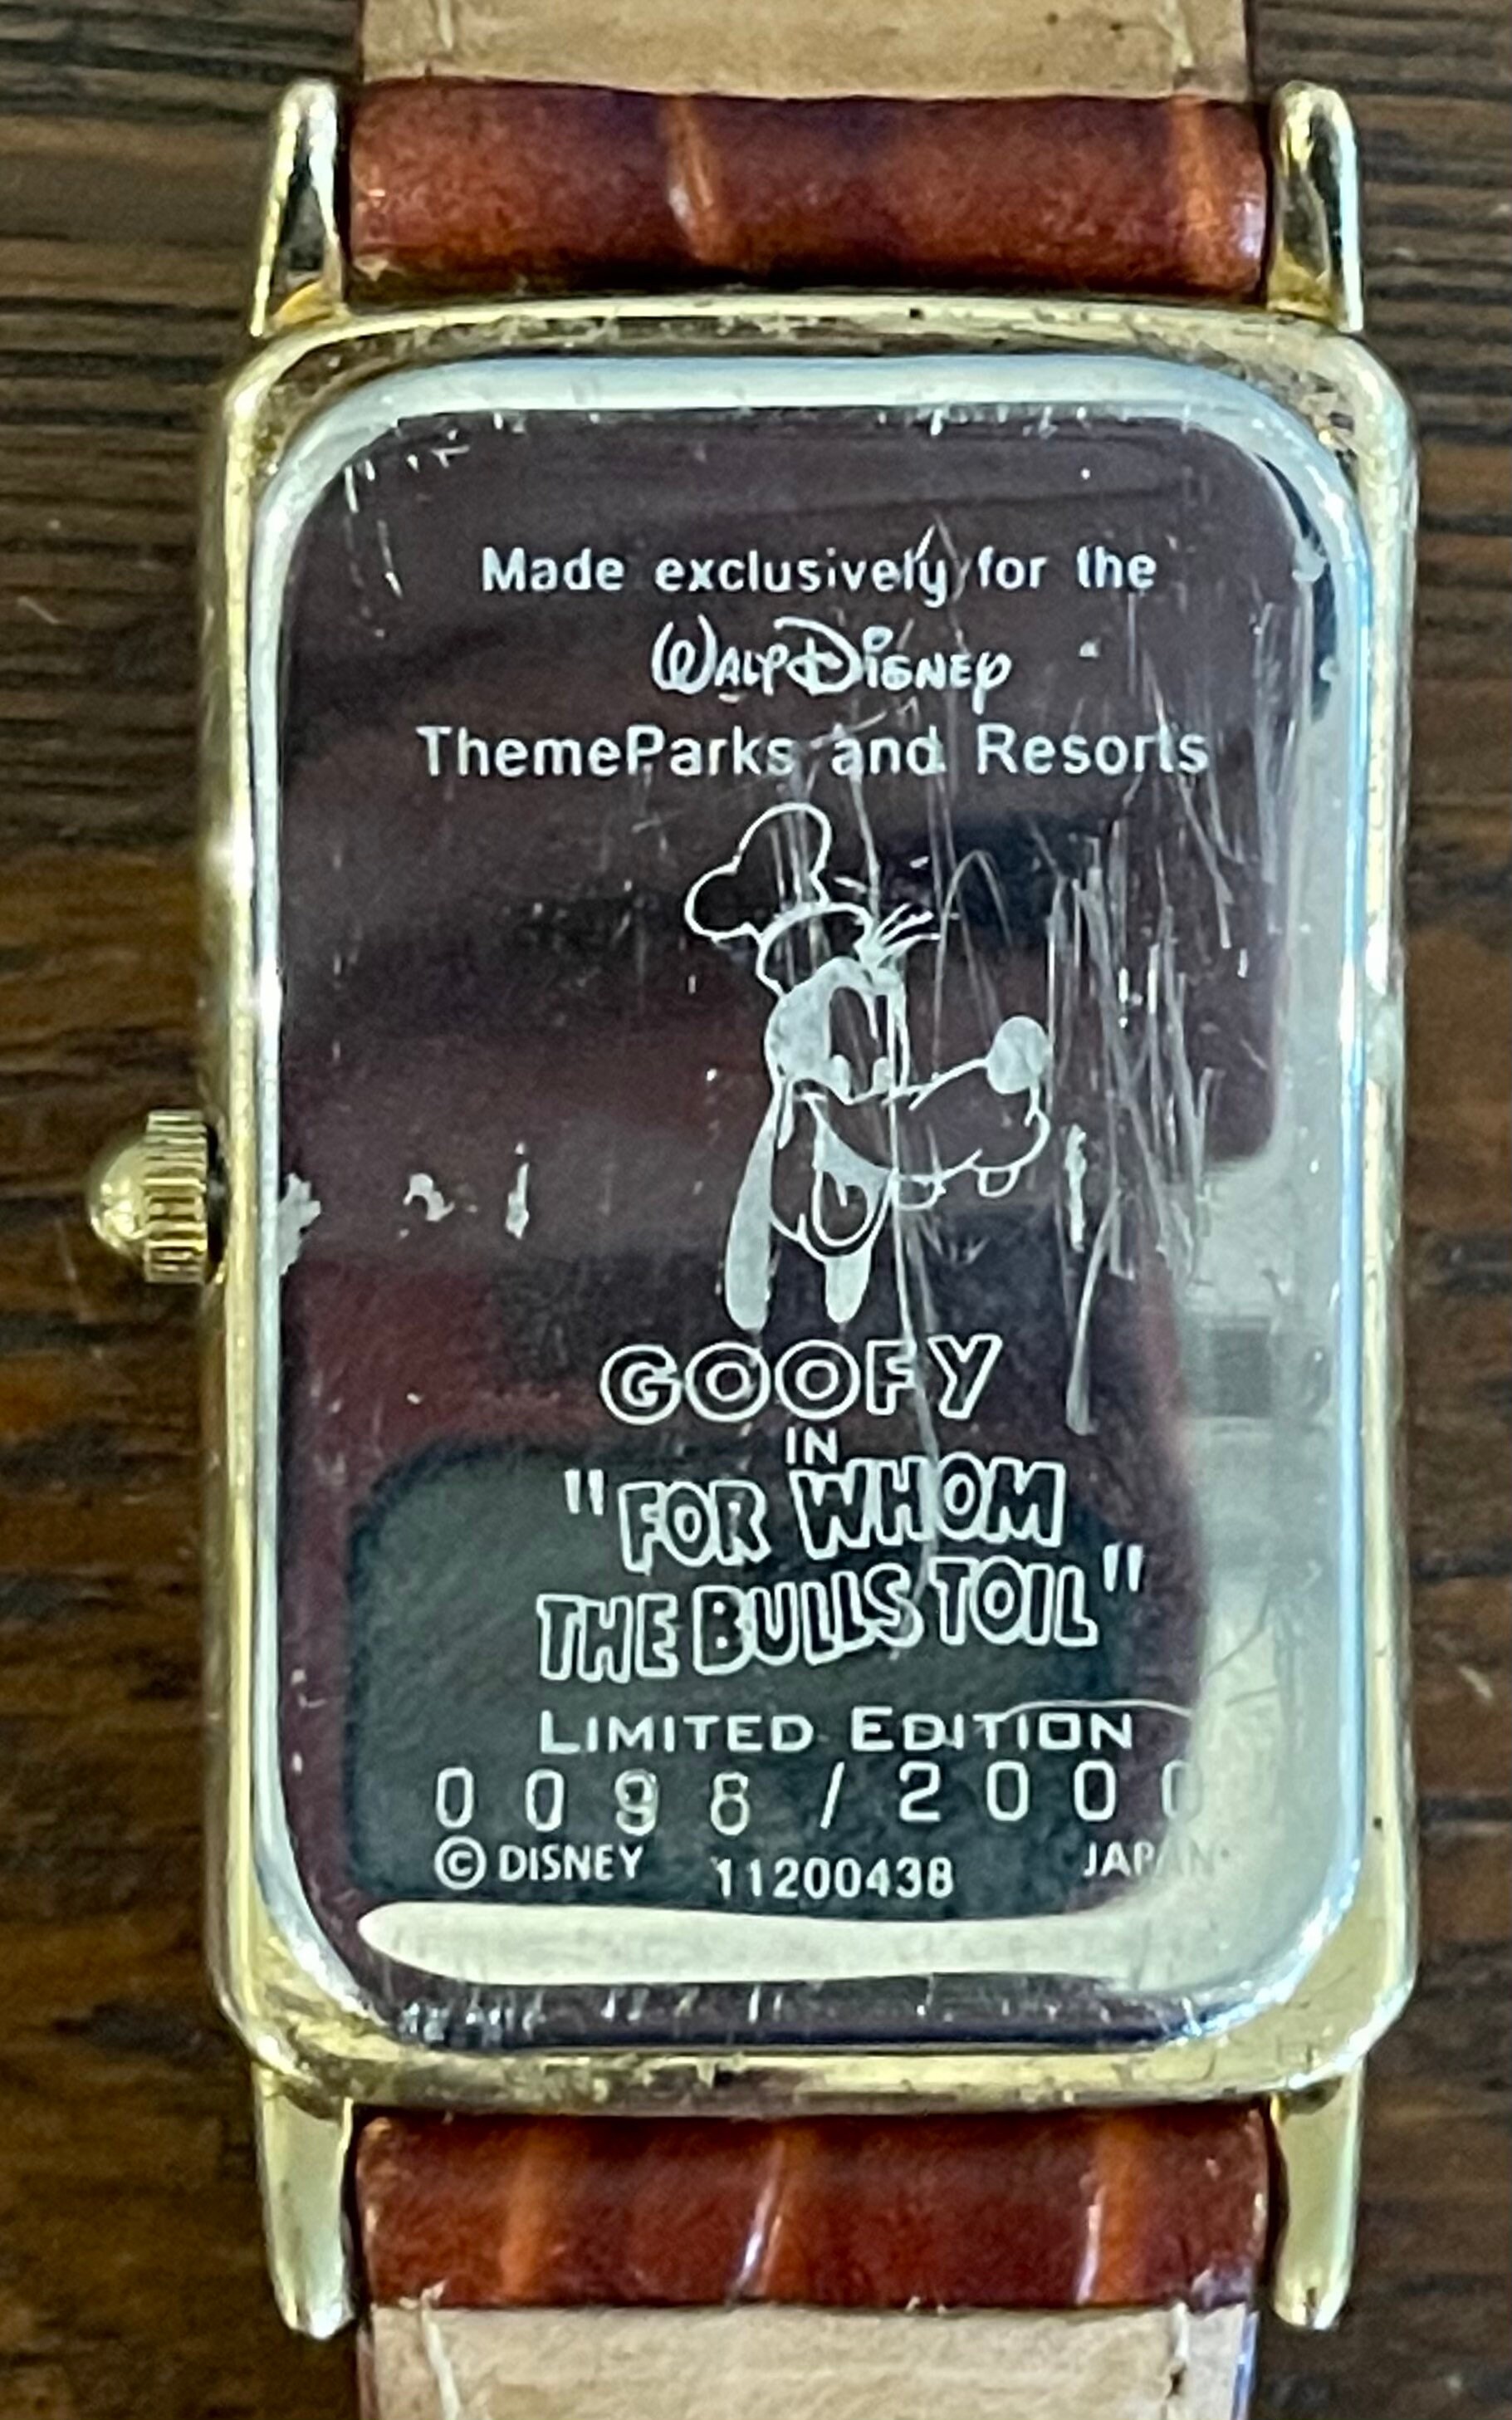 Made exclusively for the
WALT DISNEY
ThemeParks and Resorts
GOOFY
IN
"FOR WHOM
THE BULLS TOIL"
LIMITED EDITION
0098/2000
© DISNEY 11200438 JAPAN